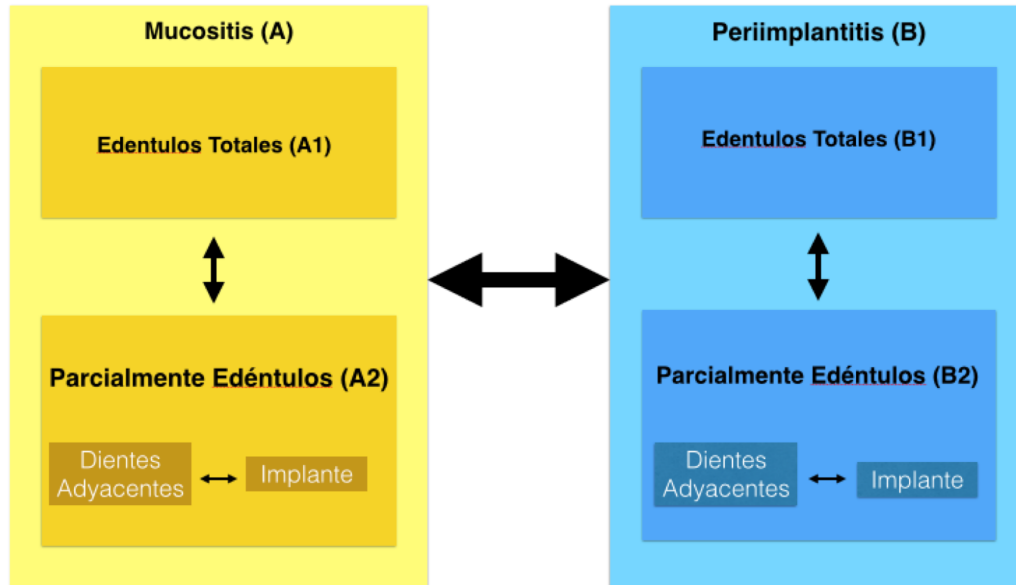 Mucositis (A)
Edentulos Totales (A1)
Parcialmente Edéntulos (A2)
Dientes
Adyacentes
Implante
Periimplantitis (B)
Edentulos Totales (B1)
Parcialmente Edéntulos (B2)
Dientes
Adyacentes
Implante